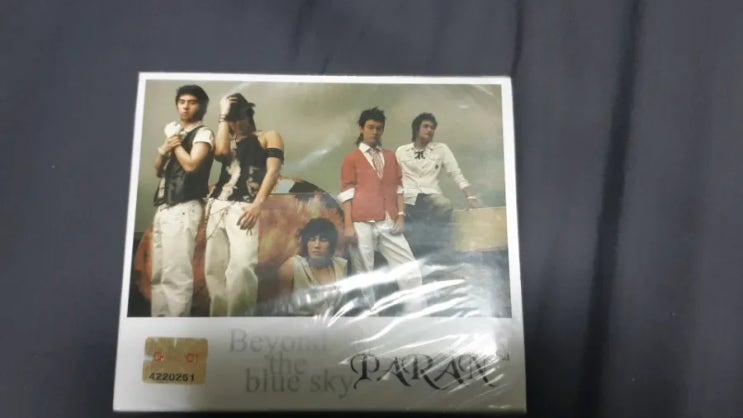 Beyond
the
blue sky
PARAN
4220251